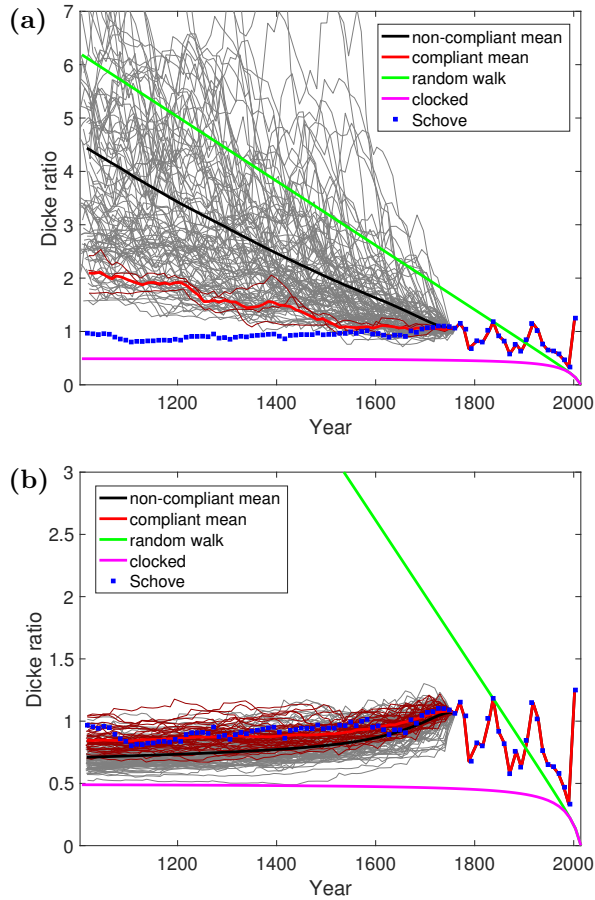 (a)
7
6
5
4
3
2
1
0
Dicke ratio
non-compliant mean
compliant mean
random walk
clocked
Schove
1200 1400 1600 1800 2000
Year
(b)
3
2.5
2
1.5
1
0.5
0
Dicke ratio
non-compliant mean
compliant mean
random walk
clocked
Schove
1200 1400 1600 1800 2000
Year